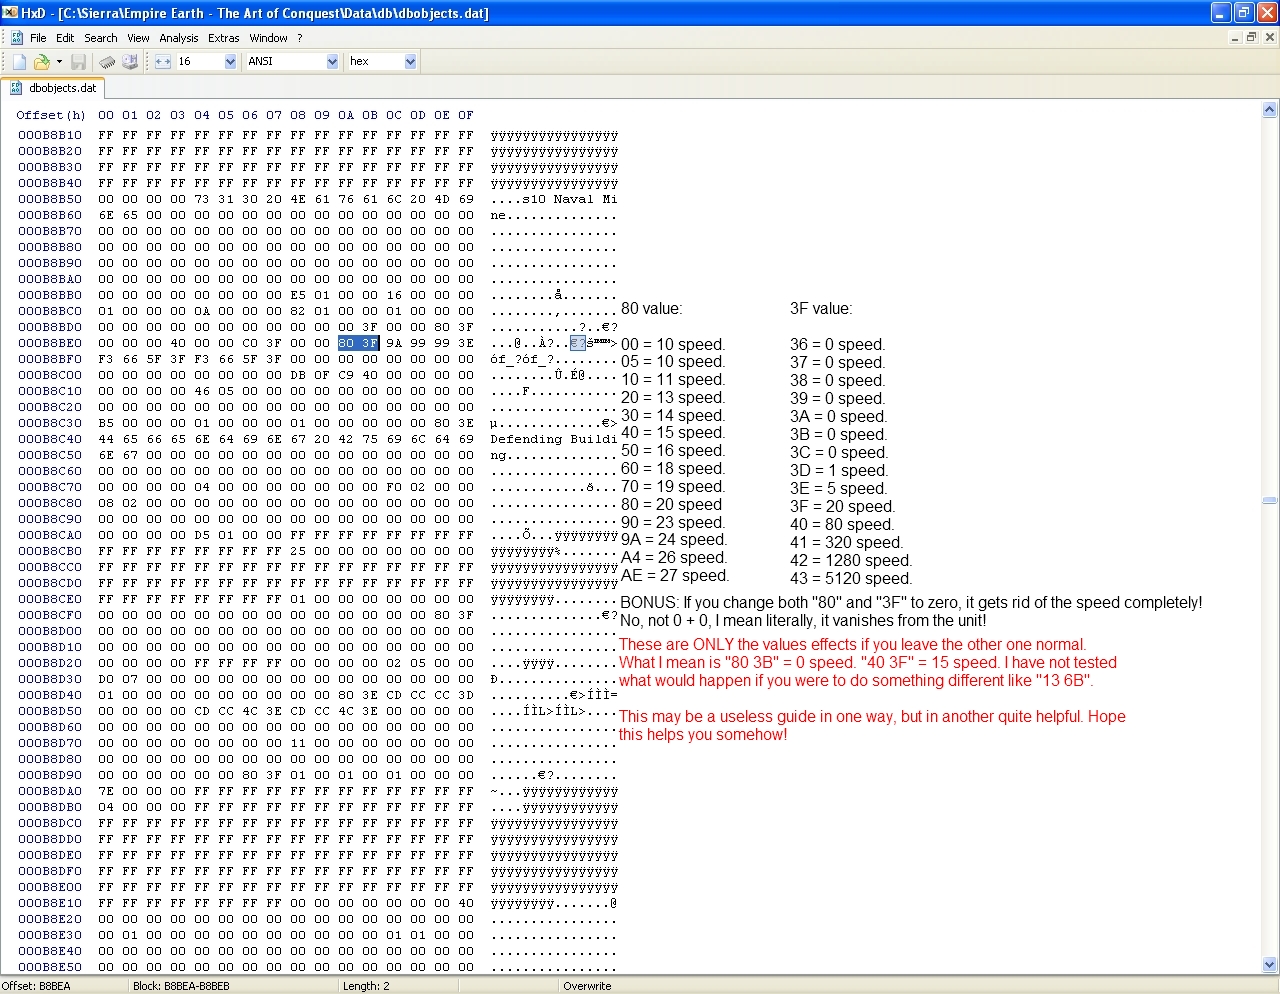 HxD - [C:\Sierra\Empire Earth - The Art of Conquest\Data\db\dbobjects.dat]
File Edit Search View Analysis Extras Window ?
16 ANSI hex
dbobjects.dat
Offset(h) 00 01 02 03 04 05 06 07 08 09 0A 0B 0C 0D 0E 0F
000B8B10 FF FF FF FF FF FF FF FF FF FF FF FF FF FF FF FF ÿÿÿÿÿÿÿÿÿÿÿÿÿÿÿÿ
000B8B20 FF FF FF FF FF FF FF FF FF FF FF FF FF FF FF FF ÿÿÿÿÿÿÿÿÿÿÿÿÿÿÿÿ
000B8B30 FF FF FF FF FF FF FF FF FF FF FF FF FF FF FF FF ÿÿÿÿÿÿÿÿÿÿÿÿÿÿÿÿ
000B8B40 FF FF FF FF FF FF FF FF FF FF FF FF FF FF FF FF ÿÿÿÿÿÿÿÿÿÿÿÿÿÿÿÿ
000B8B50 00 00 00 00 73 31 30 20 4E 61 76 61 6C 20 4D 69 ....s10 Naval Mi
000B8B60 6E 65 00 00 00 00 00 00 00 00 00 00 00 00 00 00 ne..............
000B8B70 00 00 00 00 00 00 00 00 00 00 00 00 00 00 00 00 ................
000B8B80 00 00 00 00 00 00 00 00 00 00 00 00 00 00 00 00 ................
000B8B90 00 00 00 00 00 00 00 00 00 00 00 00 00 00 00 00 ................
000B8BA0 00 00 00 00 00 00 00 00 00 00 00 00 00 00 00 00 ................
000B8BB0 00 00 00 00 00 00 00 00 E5 01 00 00 16 00 00 00 ........å.......
000B8BC0 01 00 00 00 0A 00 00 00 82 01 00 00 01 00 00 00 ........‚.......
000B8BD0 00 00 00 00 00 00 00 00 00 00 00 3F 00 00 80 3F ...........?..€?
000B8BE0 00 00 00 40 00 00 C0 3F 00 00 80 3F 9A 99 99 3E ...@..À?..€?š™™>
000B8BF0 F3 66 5F 3F F3 66 5F 3F 00 00 00 00 00 00 00 00 óf_?óf_?........
000B8C00 00 00 00 00 00 00 00 00 DB 0F C9 40 00 00 00 00 ........Û.É@....
000B8C10 00 00 00 00 46 05 00 00 00 00 00 00 00 00 00 00 ....F...........
000B8C20 00 00 00 00 00 00 00 00 00 00 00 00 00 00 00 00 ................
000B8C30 B5 00 00 00 01 00 00 00 01 00 00 00 00 00 80 3E µ.............€>
000B8C40 44 65 66 65 6E 64 69 6E 67 20 42 75 69 6C 64 69 Defending Buildi
000B8C50 6E 67 00 00 00 00 00 00 00 00 00 00 00 00 00 00 ng..............
000B8C60 00 00 00 00 00 00 00 00 00 00 00 00 00 00 00 00 ................
000B8C70 00 00 00 00 04 00 00 00 00 00 00 00 F0 02 00 00 ............ð...
000B8C80 08 02 00 00 00 00 00 00 00 00 00 00 00 00 00 00 ................
000B8C90 00 00 00 00 00 00 00 00 00 00 00 00 00 00 00 00 ................
000B8CA0 00 00 00 00 D5 01 00 00 FF FF FF FF FF FF FF FF ....Õ...ÿÿÿÿÿÿÿÿ
000B8CB0 FF FF FF FF FF FF FF FF 25 00 00 00 00 00 00 00 ÿÿÿÿÿÿÿÿ%.......
000B8CC0 FF FF FF FF FF FF FF FF FF FF FF FF FF FF FF FF ÿÿÿÿÿÿÿÿÿÿÿÿÿÿÿÿ
000B8CD0 FF FF FF FF FF FF FF FF FF FF FF FF FF FF FF FF ÿÿÿÿÿÿÿÿÿÿÿÿÿÿÿÿ
000B8CE0 FF FF FF FF FF FF FF FF 01 00 00 00 00 00 00 00 ÿÿÿÿÿÿÿÿ........
000B8CF0 00 00 00 00 00 00 00 00 00 00 00 00 00 00 80 3F ..............€?
000B8D00 00 00 00 00 00 00 00 00 00 00 00 00 00 00 00 00 ................
000B8D10 00 00 00 00 00 00 00 00 00 00 00 00 00 00 00 00 ................
000B8D20 00 00 00 00 FF FF FF FF 00 00 00 00 02 05 00 00 ....ÿÿÿÿ........
000B8D30 D0 07 00 00 00 00 00 00 00 00 00 00 00 00 00 00 Ð...............
000B8D40 01 00 00 00 00 00 00 00 00 00 80 3E CD CC CC 3D ..........€>ÍÌÌ=
000B8D50 00 00 00 00 CD CC 4C 3E CD CC 4C 3E 00 00 00 00 ....ÍÌL>ÍÌL>....
000B8D60 00 00 00 00 00 00 00 00 00 00 00 00 00 00 00 00 ................
000B8D70 00 00 00 00 00 00 00 00 11 00 00 00 00 00 00 00 ................
000B8D80 00 00 00 00 00 00 00 00 00 00 00 00 00 00 00 00 ................
000B8D90 00 00 00 00 00 00 80 3F 01 00 01 00 01 00 00 00 ......€?........
000B8DA0 7E 00 00 00 FF FF FF FF FF FF FF FF FF FF FF FF ~...ÿÿÿÿÿÿÿÿÿÿÿÿ
000B8DB0 04 00 00 00 FF FF FF FF FF FF FF FF FF FF FF FF ....ÿÿÿÿÿÿÿÿÿÿÿÿ
000B8DC0 FF FF FF FF FF FF FF FF FF FF FF FF FF FF FF FF ÿÿÿÿÿÿÿÿÿÿÿÿÿÿÿÿ
000B8DD0 FF FF FF FF FF FF FF FF FF FF FF FF FF FF FF FF ÿÿÿÿÿÿÿÿÿÿÿÿÿÿÿÿ
000B8DE0 FF FF FF FF FF FF FF FF FF FF FF FF FF FF FF FF ÿÿÿÿÿÿÿÿÿÿÿÿÿÿÿÿ
000B8DF0 FF FF FF FF FF FF FF FF FF FF FF FF FF FF FF FF ÿÿÿÿÿÿÿÿÿÿÿÿÿÿÿÿ
000B8E00 FF FF FF FF FF FF FF FF FF FF FF FF FF FF FF FF ÿÿÿÿÿÿÿÿÿÿÿÿÿÿÿÿ
000B8E10 FF FF FF FF FF FF FF FF 00 00 00 00 00 00 00 40 ÿÿÿÿÿÿÿÿ.......@
000B8E20 00 00 00 00 00 00 00 00 00 00 00 00 00 00 00 00 ................
000B8E30 00 01 00 00 00 00 00 00 00 00 00 00 01 01 00 00 ................
000B8E40 00 00 00 00 00 00 00 00 00 00 00 00 00 00 00 00 ................
000B8E50 00 00 00 00 00 00 00 00 00 00 00 00 00 00 00 00 ................
80 value:
00 = 10 speed.
05 = 10 speed.
10 = 11 speed.
20 = 13 speed.
30 = 14 speed.
40 = 15 speed.
50 = 16 speed.
60 = 18 speed.
70 = 19 speed.
80 = 20 speed
90 = 23 speed.
9A = 24 speed.
A4 = 26 speed.
AE = 27 speed.
3F value:
36 = 0 speed.
37 = 0 speed.
38 = 0 speed.
39 = 0 speed.
3A = 0 speed.
3B = 0 speed.
3C = 0 speed.
3D = 1 speed.
3E = 5 speed.
3F = 20 speed.
40 = 80 speed.
41 = 320 speed.
42 = 1280 speed.
43 = 5120 speed.
BONUS: If you change both "80" and "3F" to zero, it gets rid of the speed completely!
No, not 0 + 0, I mean literally, it vanishes from the unit!
These are ONLY the values effects if you leave the other one normal.
What I mean is "80 3B" = 0 speed. "40 3F" = 15 speed. I have not tested
what would happen if you were to do something different like "13 6B".
This may be a useless guide in one way, but in another quite helpful. Hope
this helps you somehow!
Offset: B8BEA Block: B8BEA-B8BEB Length: 2 Overwrite